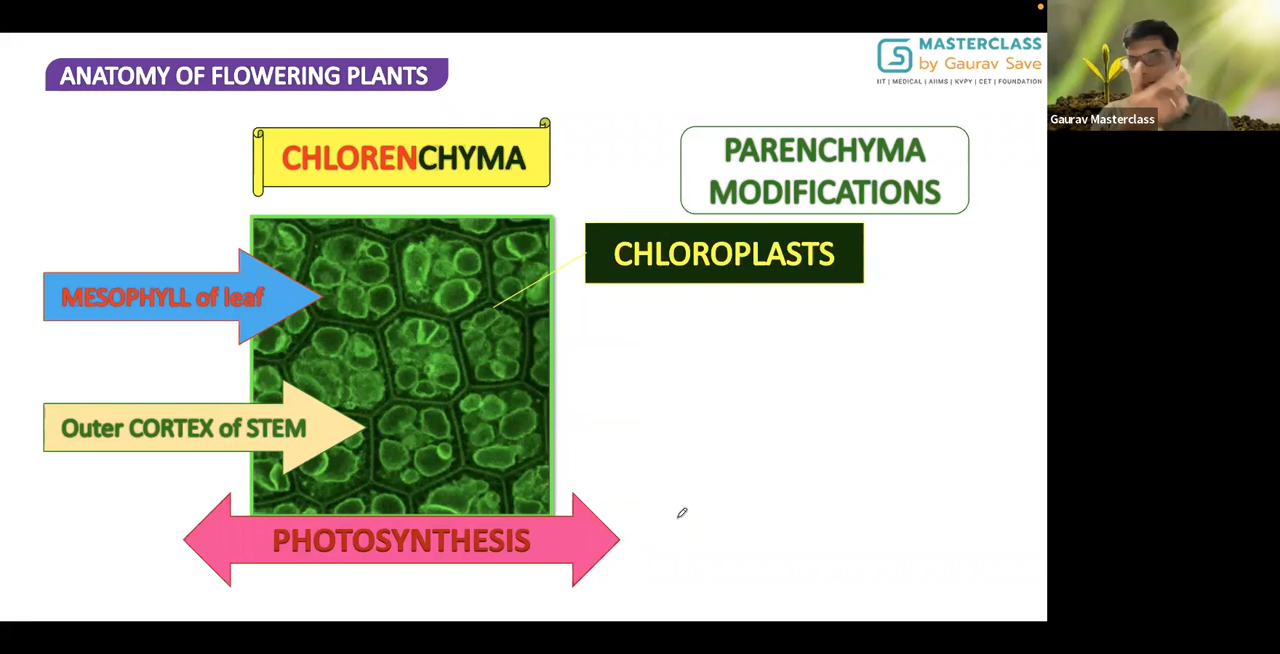 ANATOMY OF FLOWERING PLANTS
MASTERCLASS
by Gaurav Save
IIT | MEDICAL | AIIMS | KVPY | CET | FOUNDATION
Gaurav Masterclass
CHLORENCHYMA
PARENCHYMA
MODIFICATIONS
CHLOROPLASTS
MESOPHYLL of leaf
Outer CORTEX of STEM
PHOTOSYNTHESIS